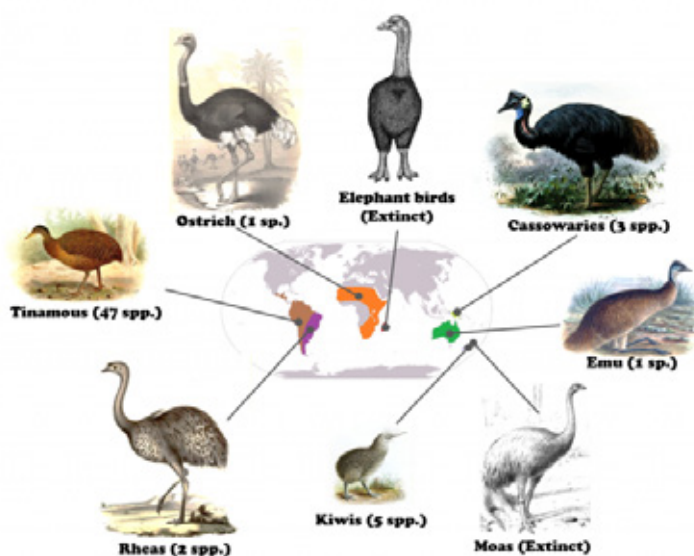 Ostrich (1 sp.)
Elephant birds
(Extinct)
Cassowaries (3 spp.)
Tinamous (47 spp.)
Emu (1 sp.)
Rheas (2 spp.)
Kiwis (5 spp.)
Moas (Extinct)